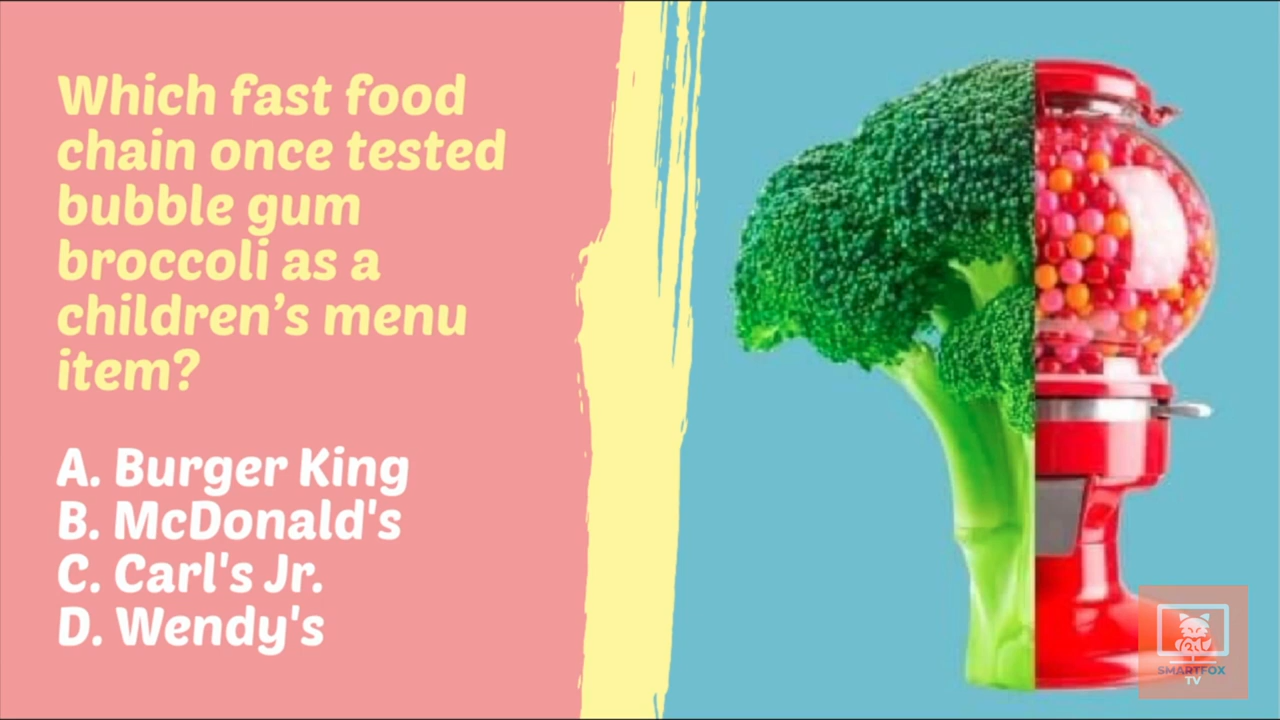 Which fast food
chain once tested
bubble gum
broccoli as a
children’s menu
item?
A. Burger King
B. McDonald's
C. Carl's Jr.
D. Wendy's
SMARTFOX
TV